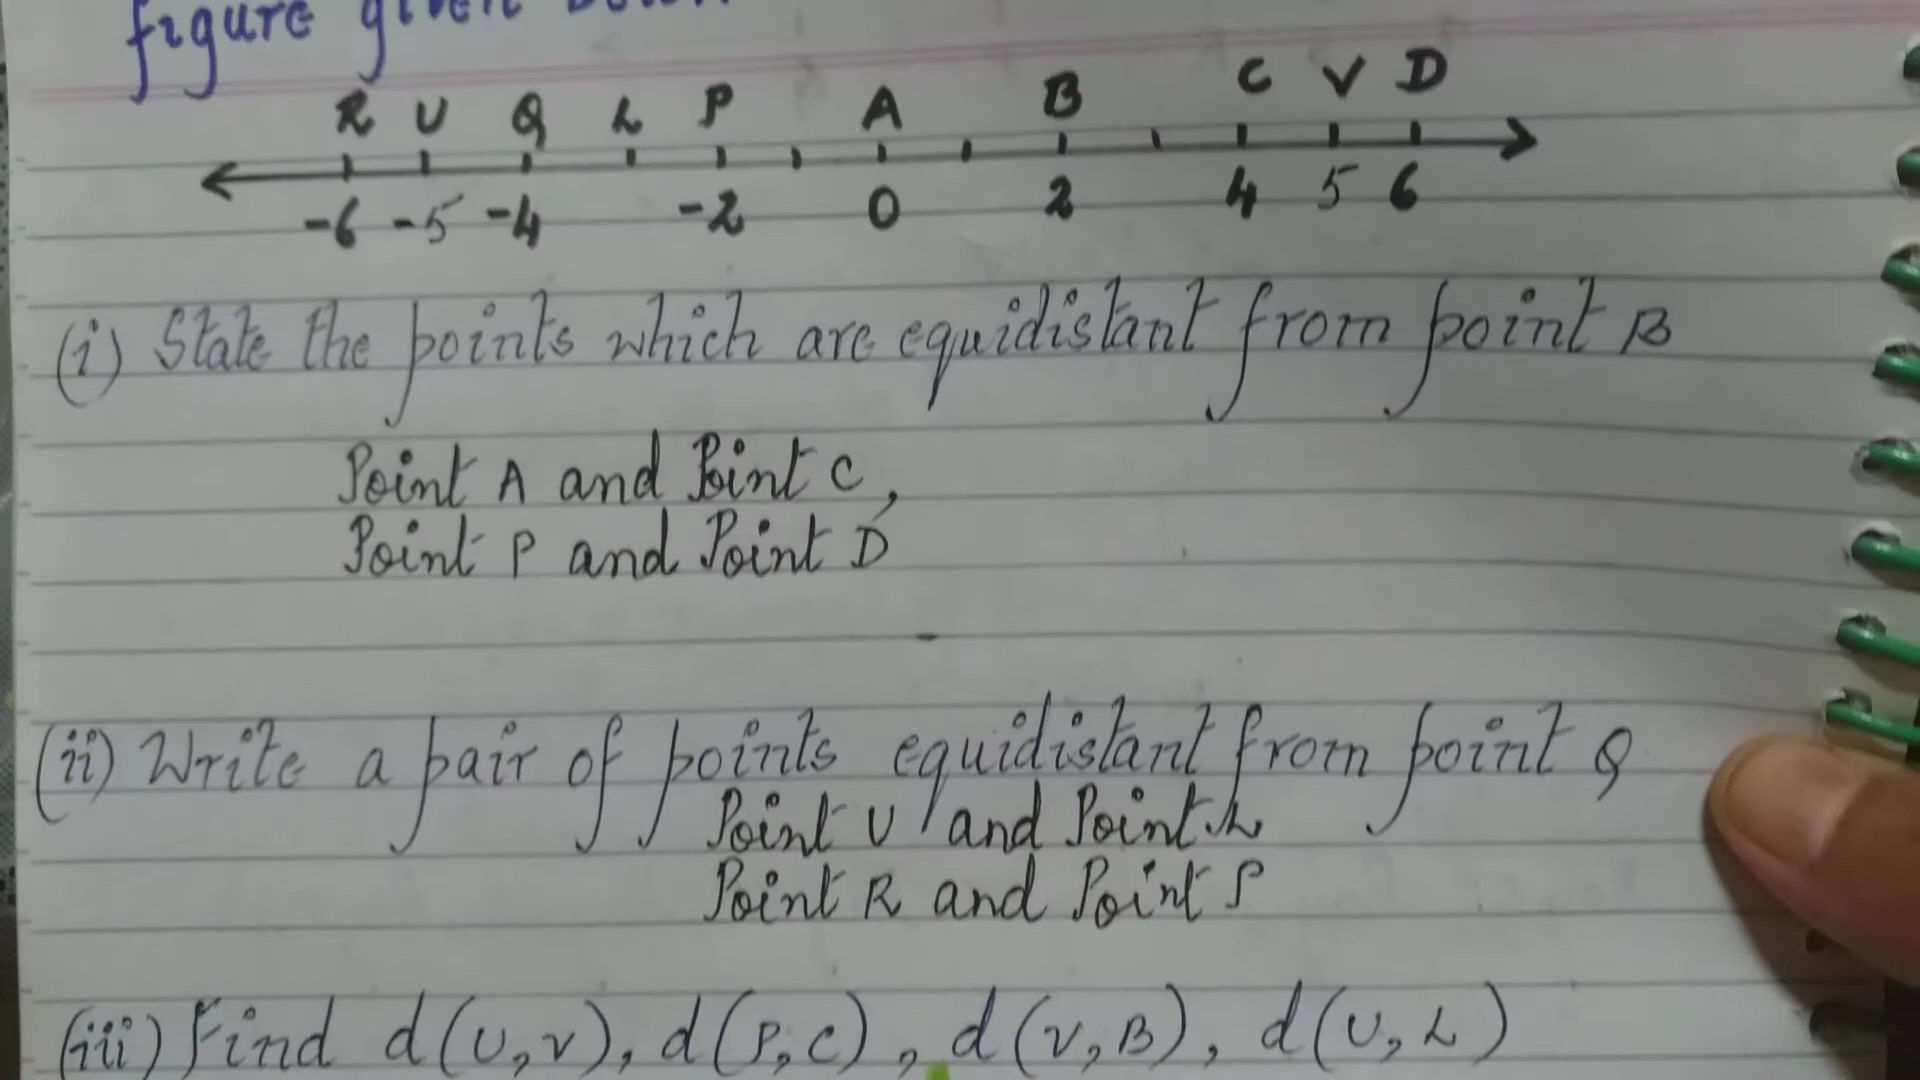 figure given below
R U Q L P A B C V D
-6 -5 -4 -2 0 2 4 5 6
(i) State the points which are equidistant from point B
Point A and Point C,
Point P and Point D
(ii) Write a pair of points equidistant from point Q
Point U and Point L
Point R and Point P
(iii) Find d(U,V), d(P,C), d(V,B), d(U,L)